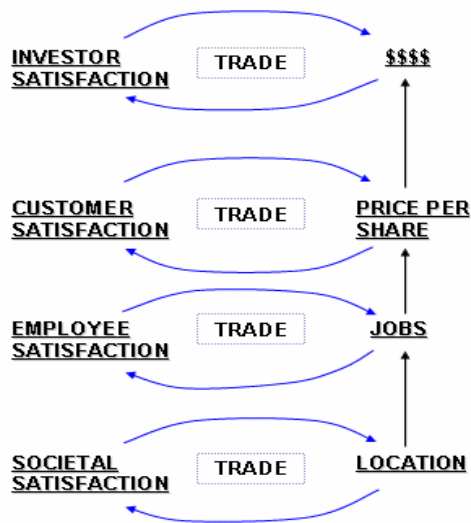 INVESTOR
SATISFACTION
TRADE
$$$$
CUSTOMER
SATISFACTION
TRADE
PRICE PER
SHARE
EMPLOYEE
SATISFACTION
TRADE
JOBS
SOCIETAL
SATISFACTION
TRADE
LOCATION